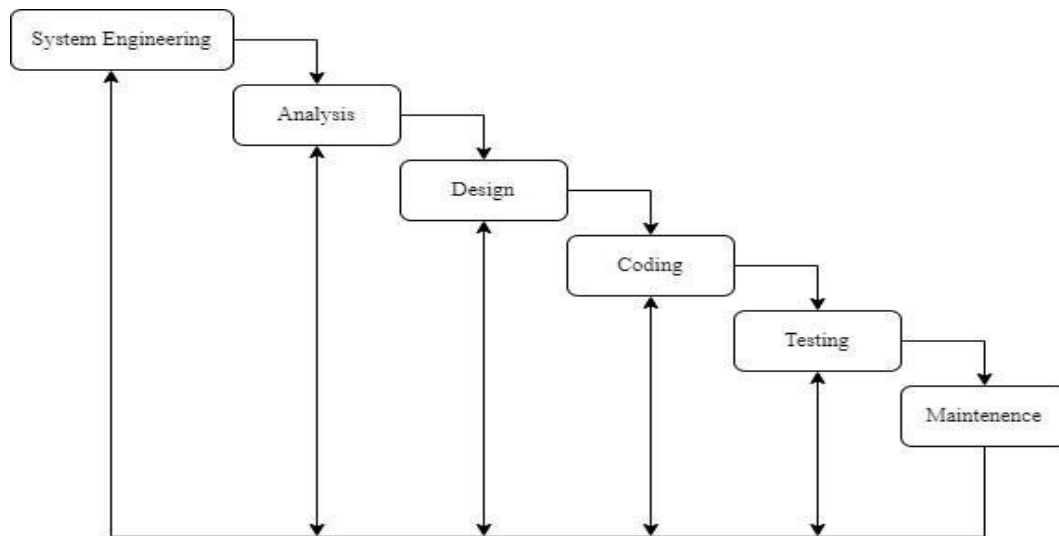 System Engineering
Analysis
Design
Coding
Testing
Maintenence